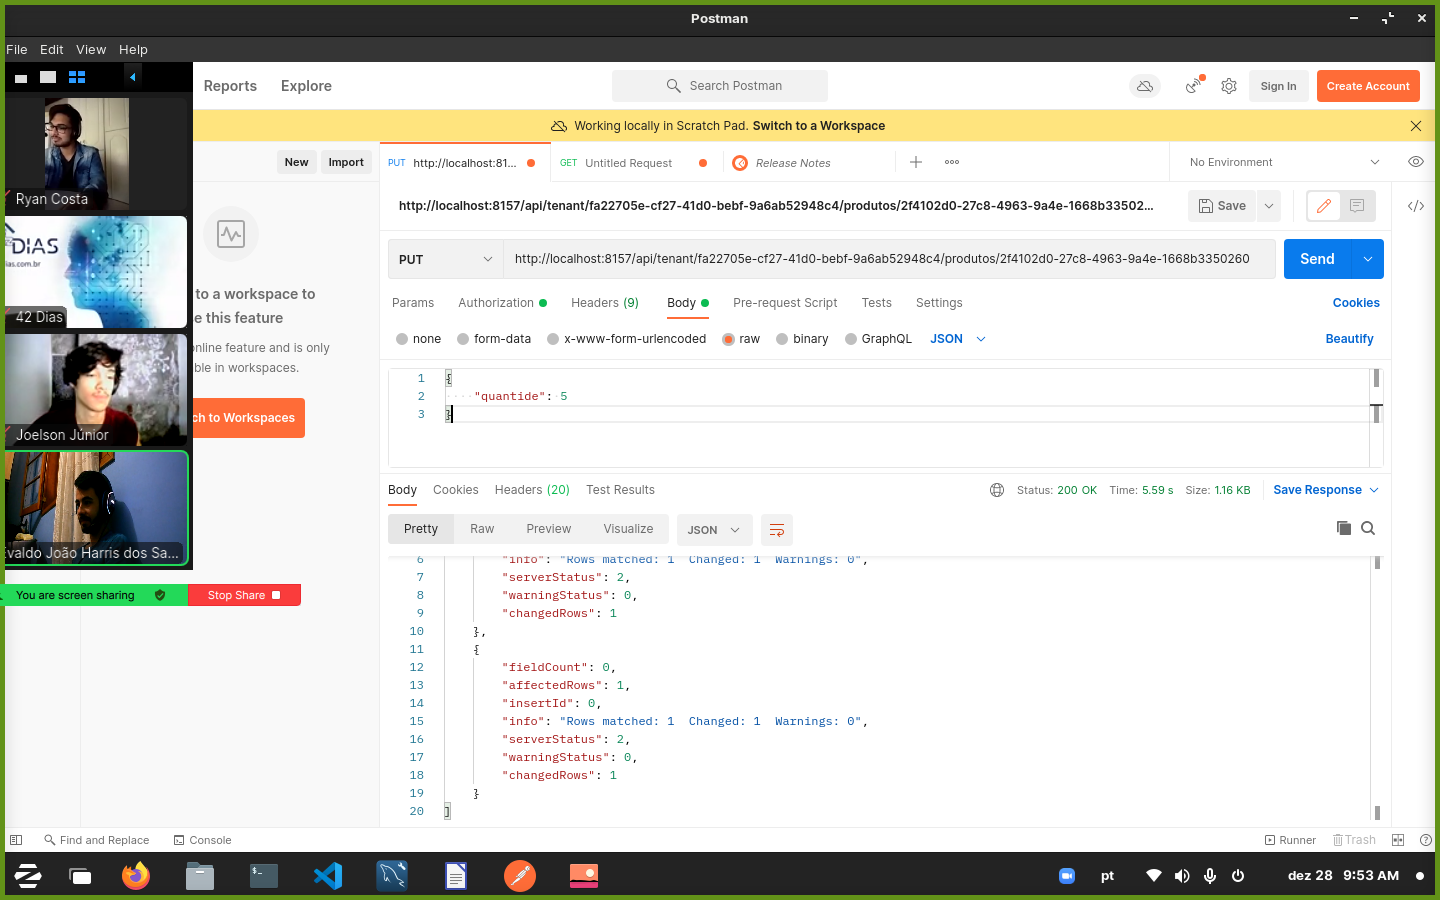 Postman
File Edit View Help
Reports Explore
Search Postman
Sign In
Create Account
Working locally in Scratch Pad. Switch to a Workspace
New Import
PUT http://localhost:81...
GET Untitled Request
Release Notes
No Environment
http://localhost:8157/api/tenant/fa22705e-cf27-41d0-bebf-9a6ab52948c4/produtos/2f4102d0-27c8-4963-9a4e-1668b33502...
Save
PUT
http://localhost:8157/api/tenant/fa22705e-cf27-41d0-bebf-9a6ab52948c4/produtos/2f4102d0-27c8-4963-9a4e-1668b3350260
Send
Params Authorization Headers (9) Body Pre-request Script Tests Settings Cookies
none form-data x-www-form-urlencoded raw binary GraphQL JSON Beautify
1 {
2 "quantide": 5
3 }
Body Cookies Headers (20) Test Results
Status: 200 OK Time: 5.59 s Size: 1.16 KB Save Response
Pretty Raw Preview Visualize JSON
6 "info": "Rows matched: 1  Changed: 1  Warnings: 0",
7 "serverStatus": 2,
8 "warningStatus": 0,
9 "changedRows": 1
10 },
11 {
12 "fieldCount": 0,
13 "affectedRows": 1,
14 "insertId": 0,
15 "info": "Rows matched: 1  Changed: 1  Warnings: 0",
16 "serverStatus": 2,
17 "warningStatus": 0,
18 "changedRows": 1
19 }
20 ]
Ryan Costa
DIAS
ias.com.br
42 Dias
Joelson Júnior
valdo João Harris dos Sa...
to a workspace to
e this feature
nline feature and is only
ble in workspaces.
ch to Workspaces
You are screen sharing
Stop Share
Find and Replace Console
Runner Trash
pt
dez 28 9:53 AM